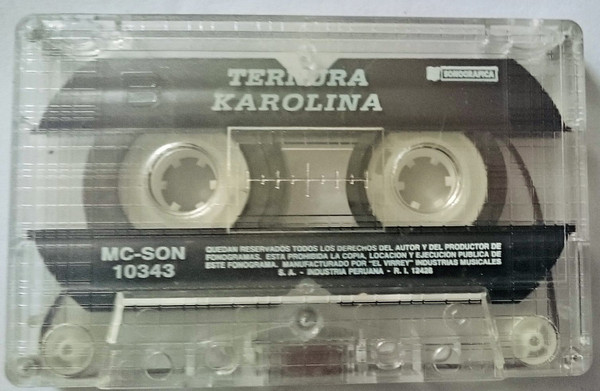 TERNURA
KAROLINA
SONOGRAFICA
MC-SON
10343
QUEDAN RESERVADOS TODOS LOS DERECHOS DEL AUTOR Y DEL PRODUCTOR DE
FONOGRAMAS. ESTA PROHIBIDA LA COPIA, LOCACION Y EJECUCION PUBLICA DE
ESTE FONOGRAMA. MANUFACTURADO POR "EL VIRREY" INDUSTRIAS MUSICALES
S. A. - INDUSTRIA PERUANA - R. I. 12428